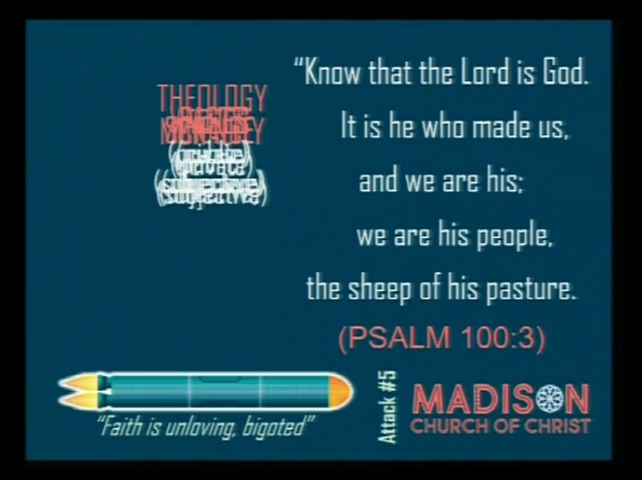 "Know that the Lord is God.
It is he who made us,
and we are his;
we are his people,
the sheep of his pasture.
(PSALM 100:3)
THEOLOGY
(private)
(subjective)
"Faith is unloving, bigoted"
Attack #5
MADISON
CHURCH OF CHRIST